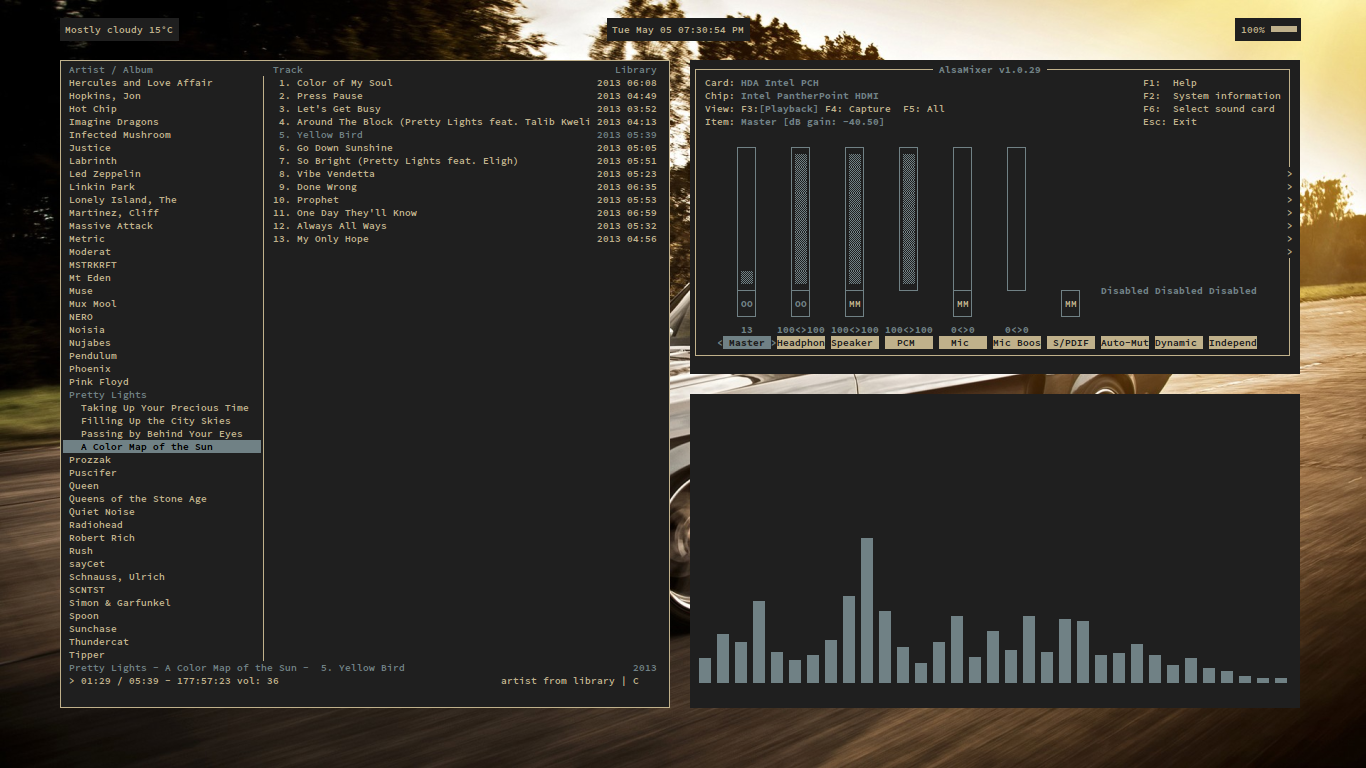 Mostly cloudy 15°C
Tue May 05 07:30:54 PM
100%
Artist / Album
Hercules and Love Affair
Hopkins, Jon
Hot Chip
Imagine Dragons
Infected Mushroom
Justice
Labrinth
Led Zeppelin
Linkin Park
Lonely Island, The
Martinez, Cliff
Massive Attack
Metric
Moderat
MSTRKRFT
Mt Eden
Muse
Mux Mool
NERO
Noisia
Nujabes
Pendulum
Phoenix
Pink Floyd
Pretty Lights
Taking Up Your Precious Time
Filling Up the City Skies
Passing by Behind Your Eyes
A Color Map of the Sun
Prozzak
Puscifer
Queen
Queens of the Stone Age
Quiet Noise
Radiohead
Robert Rich
Rush
sayCet
Schnauss, Ulrich
SCNTST
Simon & Garfunkel
Spoon
Sunchase
Thundercat
Tipper
Track Library
1. Color of My Soul 2013 06:08
2. Press Pause 2013 04:49
3. Let's Get Busy 2013 03:52
4. Around The Block (Pretty Lights feat. Talib Kweli 2013 04:13
5. Yellow Bird 2013 05:39
6. Go Down Sunshine 2013 05:05
7. So Bright (Pretty Lights feat. Eligh) 2013 05:51
8. Vibe Vendetta 2013 05:23
9. Done Wrong 2013 06:35
10. Prophet 2013 05:53
11. One Day They'll Know 2013 06:59
12. Always All Ways 2013 05:32
13. My Only Hope 2013 04:56
Pretty Lights - A Color Map of the Sun - 5. Yellow Bird 2013
> 01:29 / 05:39 - 177:57:23 vol: 36 artist from library | C
AlsaMixer v1.0.29
Card: HDA Intel PCH F1: Help
Chip: Intel PantherPoint HDMI F2: System information
View: F3:[Playback] F4: Capture F5: All F6: Select sound card
Item: Master [dB gain: -40.50] Esc: Exit
>
>
>
>
>
>
>
Disabled Disabled Disabled
OO OO MM MM MM
13 100<>100 100<>100 100<>100 0<>0 0<>0
< Master >Headphon Speaker PCM Mic Mic Boos S/PDIF Auto-Mut Dynamic Independ